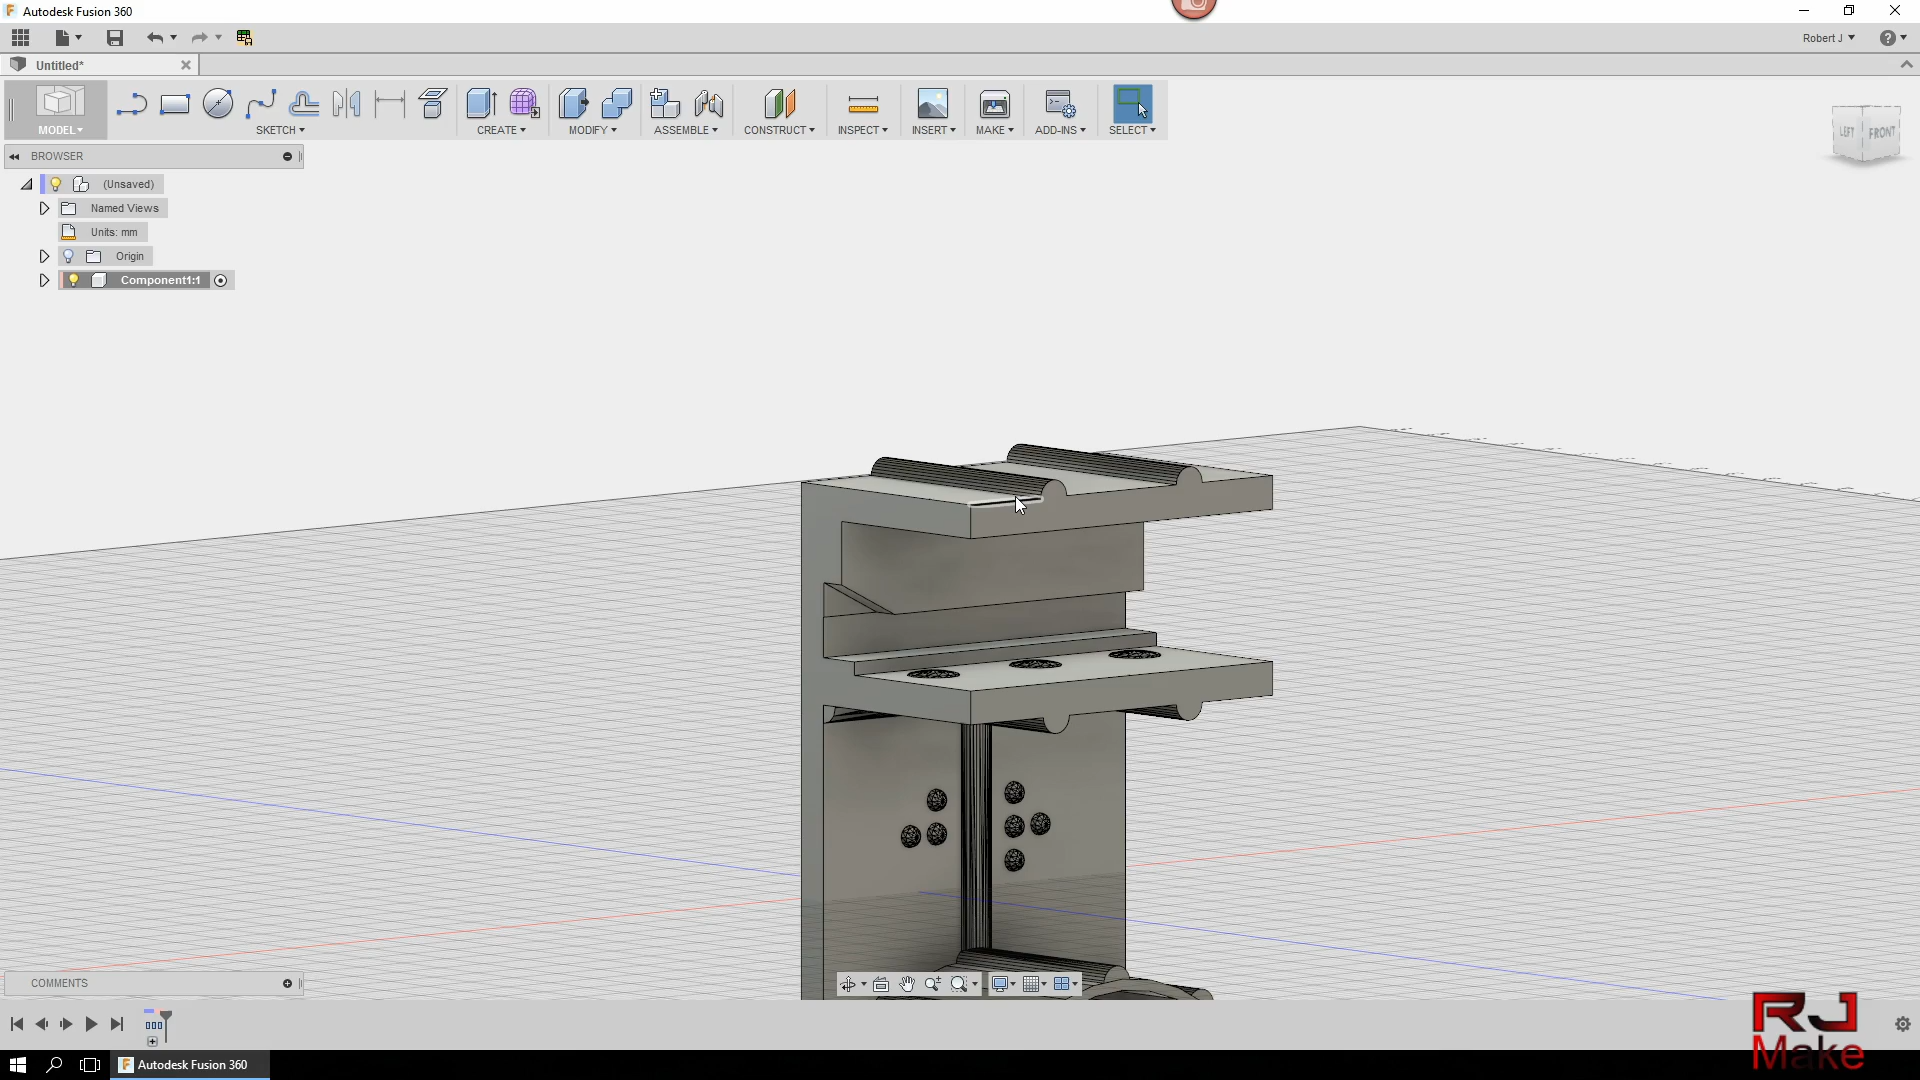 Autodesk Fusion 360
Robert J
Untitled*
MODEL
SKETCH
CREATE
MODIFY
ASSEMBLE
CONSTRUCT
INSPECT
INSERT
MAKE
ADD-INS
SELECT
LEFT
FRONT
BROWSER
(Unsaved)
Named Views
Units: mm
Origin
Component1:1
COMMENTS
RJ
Make
Autodesk Fusion 360